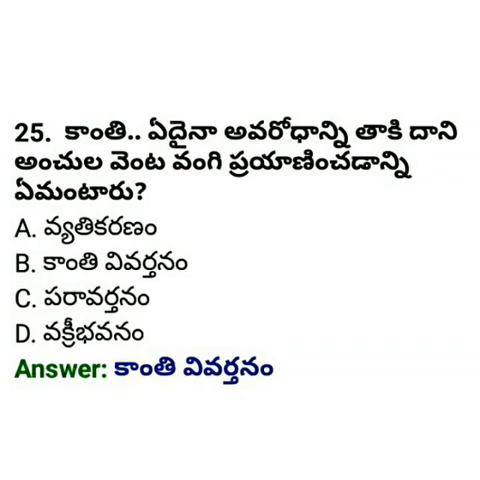 25. కాంతి.. ఏదైనా అవరోధాన్ని తాకి దాని
అంచుల వెంట వంగి ప్రయాణించడాన్ని
ఏమంటారు?
A. వ్యతికరణం
B. కాంతి వివర్తనం
C. పరావర్తనం
D. వక్రీభవనం
Answer: కాంతి వివర్తనం